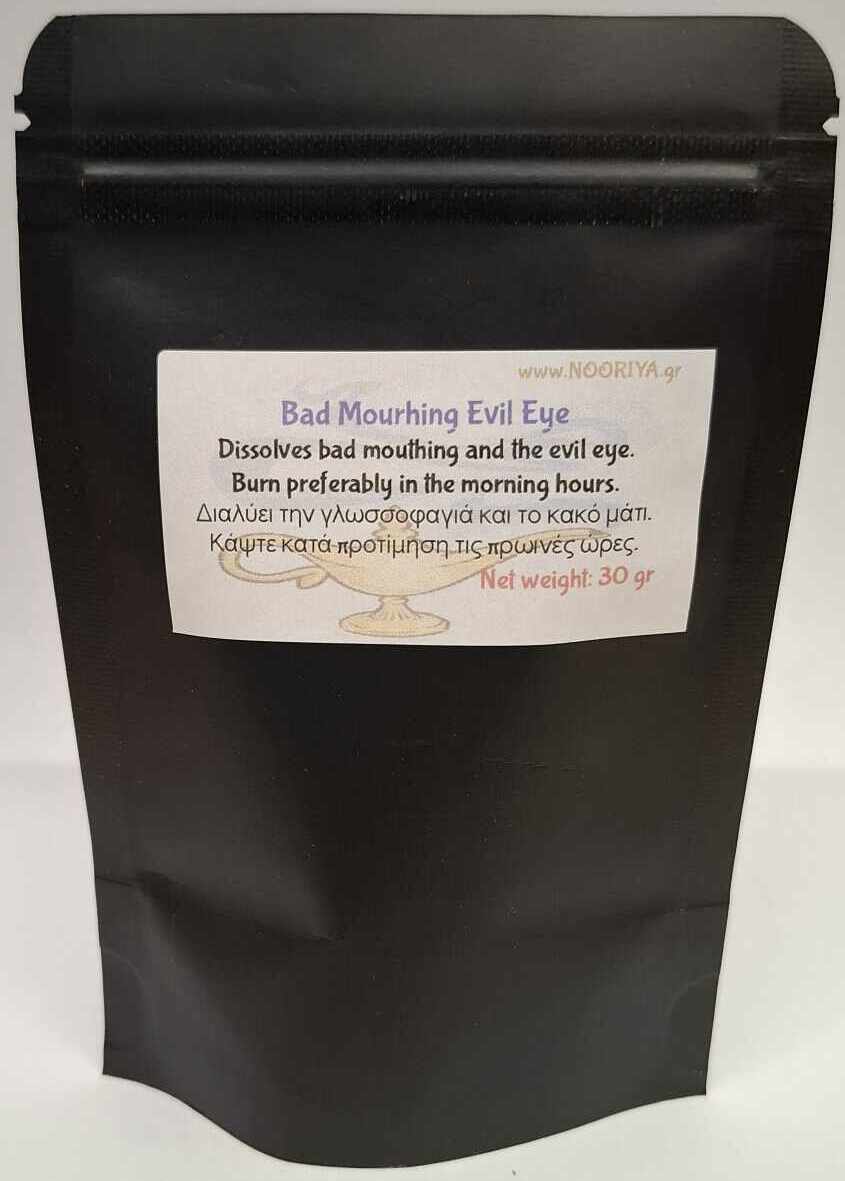 www.NOORIYA.gr
Bad Mourhing Evil Eye
Dissolves bad mouthing and the evil eye.
Burn preferably in the morning hours.
Διαλύει την γλωσσοφαγιά και το κακό μάτι.
Κάψτε κατά προτίμηση τις πρωινές ώρες.
Net weight: 30 gr